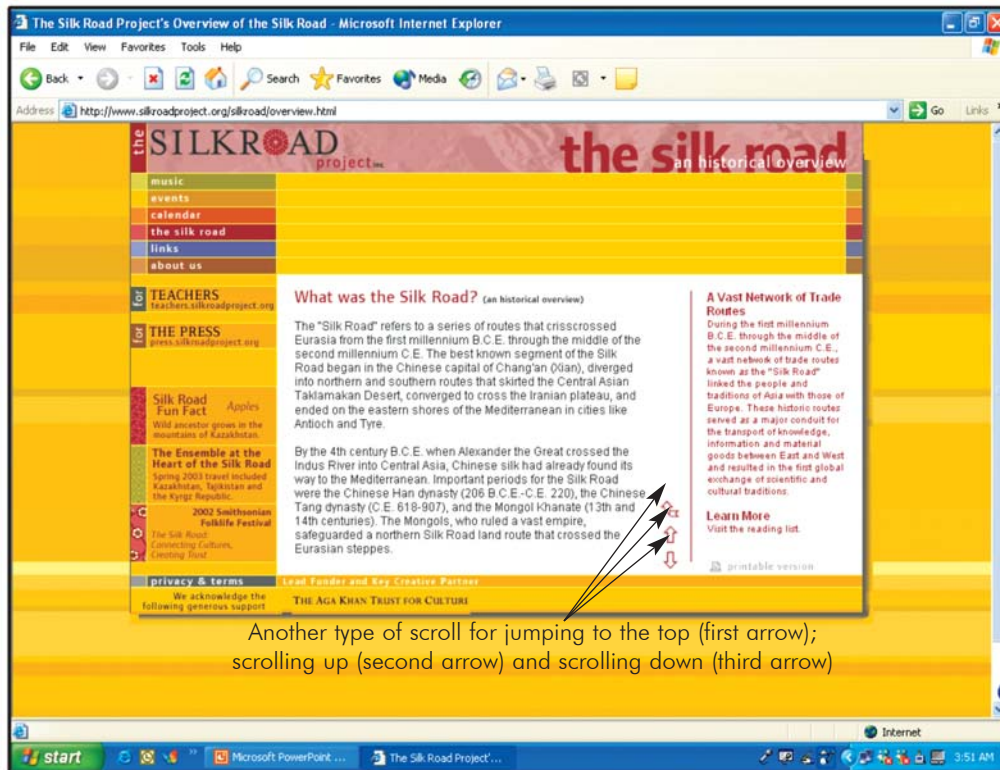 The Silk Road Project's Overview of the Silk Road - Microsoft Internet Explorer
File Edit View Favorites Tools Help
Back Search Favorites Media
Address http://www.silkroadproject.org/silkroad/overview.html Go Links
the SILKROAD project inc.
the silk road
an historical overview
music
events
calendar
the silk road
links
about us
for TEACHERS
teachers.silkroadproject.org
for THE PRESS
press.silkroadproject.org
Silk Road
Fun Fact Apples
Wild ancestor grows in the
mountains of Kazakhstan.
The Ensemble at the
Heart of the Silk Road
Spring 2003 travel included
Kazakhstan, Tajikistan and
the Kyrgyz Republic.
2002 Smithsonian
Folklife Festival
The Silk Road:
Connecting Cultures,
Creating Trust
privacy & terms
We acknowledge the
following generous support
What was the Silk Road? (an historical overview)
The "Silk Road" refers to a series of routes that crisscrossed
Eurasia from the first millennium B.C.E. through the middle of the
second millennium C.E. The best known segment of the Silk
Road began in the Chinese capital of Chang'an (Xian), diverged
into northern and southern routes that skirted the Central Asian
Taklamakan Desert, converged to cross the Iranian plateau, and
ended on the eastern shores of the Mediterranean in cities like
Antioch and Tyre.
By the 4th century B.C.E. when Alexander the Great crossed the
Indus River into Central Asia, Chinese silk had already found its
way to the Mediterranean. Important periods for the Silk Road
were the Chinese Han dynasty (206 B.C.E.-C.E. 220), the Chinese
Tang dynasty (C.E. 618-907), and the Mongol Khanate (13th and
14th centuries). The Mongols, who ruled a vast empire,
safeguarded a northern Silk Road land route that crossed the
Eurasian steppes.
A Vast Network of Trade
Routes
During the first millennium
B.C.E. through the middle of
the second millennium C.E.,
a vast network of trade routes
known as the "Silk Road"
linked the people and
traditions of Asia with those of
Europe. These historic routes
served as a major conduit for
the transport of knowledge,
information and material
goods between East and West
and resulted in the first global
exchange of scientific and
cultural traditions.
Learn More
Visit the reading list.
printable version
Lead Funder and Key Creative Partner
THE AGA KHAN TRUST FOR CULTURE
Another type of scroll for jumping to the top (first arrow);
scrolling up (second arrow) and scrolling down (third arrow)
Internet
start Microsoft PowerPoint ... The Silk Road Project'... 3:51 AM